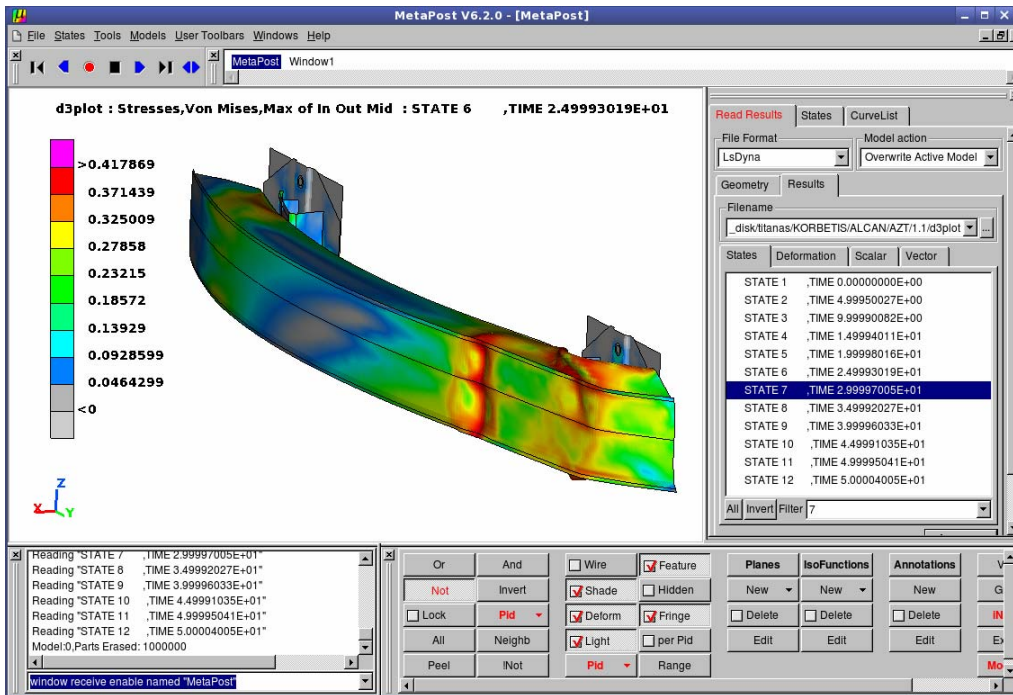 MetaPost V6.2.0 - [MetaPost]
File States Tools Models User Toolbars Windows Help
MetaPost Window1
d3plot : Stresses,Von Mises,Max of In Out Mid : STATE 6 ,TIME 2.49993019E+01
>0.417869
0.371439
0.325009
0.27858
0.23215
0.18572
0.13929
0.0928599
0.0464299
<0
Z
X Y
Read Results States CurveList
File Format Model action
LsDyna Overwrite Active Model
Geometry Results
Filename
_disk/titanas/KORBETIS/ALCAN/AZT/1.1/d3plot ...
States Deformation Scalar Vector
STATE 1 ,TIME 0.00000000E+00
STATE 2 ,TIME 4.99950027E+00
STATE 3 ,TIME 9.99990082E+00
STATE 4 ,TIME 1.49994011E+01
STATE 5 ,TIME 1.99998016E+01
STATE 6 ,TIME 2.49993019E+01
STATE 7 ,TIME 2.99997005E+01
STATE 8 ,TIME 3.49992027E+01
STATE 9 ,TIME 3.99996033E+01
STATE 10 ,TIME 4.49991035E+01
STATE 11 ,TIME 4.99995041E+01
STATE 12 ,TIME 5.00004005E+01
All Invert Filter 7
Reading "STATE 7 ,TIME 2.99997005E+01"
Reading "STATE 8 ,TIME 3.49992027E+01"
Reading "STATE 9 ,TIME 3.99996033E+01"
Reading "STATE 10 ,TIME 4.49991035E+01"
Reading "STATE 11 ,TIME 4.99995041E+01"
Reading "STATE 12 ,TIME 5.00004005E+01"
Model:0,Parts Erased: 1000000
window receive enable named "MetaPost"
Or And Wire Feature Planes IsoFunctions Annotations
Not Invert Shade Hidden New New New
Lock Pid Deform Fringe Delete Delete Delete
All Neighb Light per Pid Edit Edit Edit
Peel !Not Pid Range